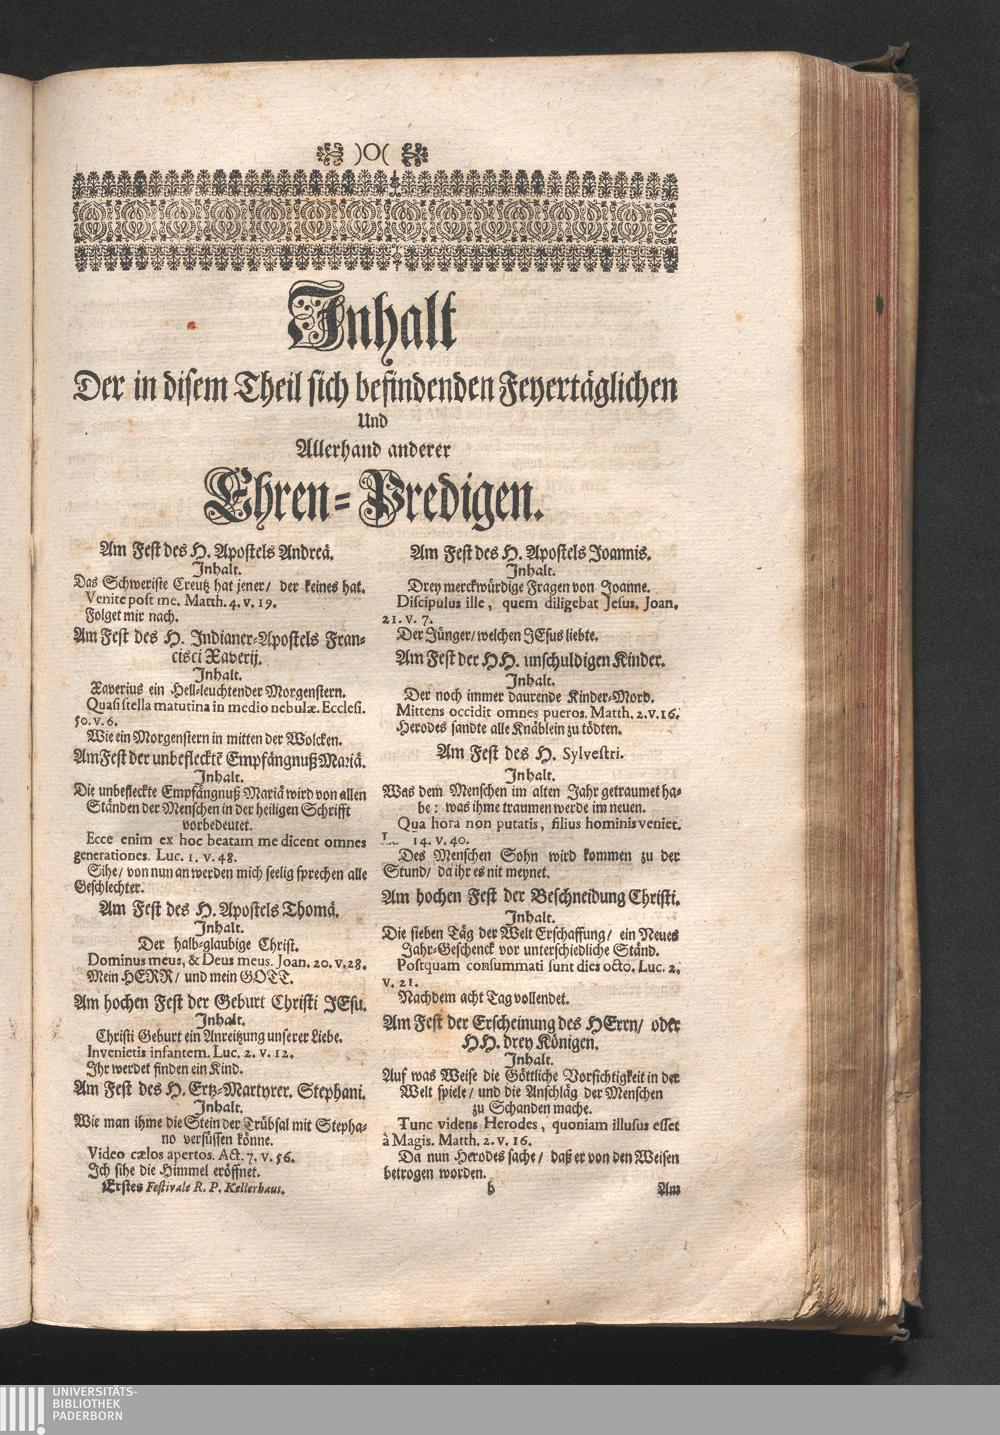 )O(
Inhalt
Der in disem Theil sich befindenden Feyertäglichen
Und
Allerhand anderer
Ehren=Predigen.
Am Fest des H. Apostels Andreä.
Inhalt.
Das Schweriste Creutz hat jener/ der keines hat.
Venite post me. Matth. 4. v. 19.
Folget mir nach.
Am Fest des H. Indianer-Apostels Fran-
cisci Xaverij.
Inhalt.
Xaverius ein Hell-leuchtender Morgenstern.
Quasi stella matutina in medio nebulæ. Ecclesi.
50. v. 6.
Wie ein Morgenstern in mitten der Wolcken.
Am Fest der unbefleckte Empfängnuß Mariä.
Inhalt.
Die unbefleckte Empfängnuß Mariä wird von allen
Ständen der Menschen in der heiligen Schrifft
vorbedeutet.
Ecce enim ex hoc beatam me dicent omnes
generationes. Luc. 1. v. 48.
Sihe/ von nun an werden mich seelig sprechen alle
Geschlechter.
Am Fest des H. Apostels Thomä.
Inhalt.
Der halb-glaubige Christ.
Dominus meus, & Deus meus. Joan. 20. v. 28.
Mein HERR/ und mein GOTT.
Am hochen Fest der Geburt Christi JEsu.
Inhalt.
Christi Geburt ein Anreitzung unserer Liebe.
Invenietis infantem. Luc. 2. v. 12.
Ihr werdet finden ein Kind.
Am Fest des H. Ertz-Martyrer. Stephani.
Inhalt.
Wie man ihme die Stein der Trübsal mit Stepha-
no versüssen könne.
Video cælos apertos. Act. 7. v. 56.
Ich sihe die Himmel eröffnet.
Erstes Festivale R. P. Kellerhaus.
Am Fest des H. Apostels Joannis.
Inhalt.
Drey merckwürdige Fragen von Joanne.
Discipulus ille, quem diligebat Jesus. Joan.
21. v. 7.
Der Jünger/ welchen JEsus liebte.
Am Fest der HH. unschuldigen Kinder.
Inhalt.
Der noch immer daurende Kinder-Mord.
Mittens occidit omnes pueros. Matth. 2. v. 16.
Herodes sandte alle Knäblein zu tödten.
Am Fest des H. Sylvestri.
Inhalt.
Was dem Menschen im alten Jahr getraumet ha-
be: was ihme traumen werde im neuen.
Qua hora non putatis, filius hominis veniet.
14. v. 40.
Des Menschen Sohn wird kommen zu der
Stund/ da ihr es nit meynet.
Am hochen Fest der Beschneidung Christi.
Inhalt.
Die sieben Täg der Welt Erschaffung/ ein Neues
Jahr-Geschenck vor unterschiedliche Ständ.
Postquam consummati sunt dies octo. Luc. 2.
v. 21.
Nachdem acht Tag vollendet.
Am Fest der Erscheinung des HErrn/ oder
HH. drey Königen.
Inhalt.
Auf was Weise die Göttliche Vorsichtigkeit in der
Welt spiele/ und die Anschläg der Menschen
zu Schanden mache.
Tunc videns Herodes, quoniam illusus esset
à Magis. Matth. 2. v. 16.
Da nun Herodes sache/ daß er von den Weisen
betrogen worden.
b
Am
UNIVERSITÄTS-
BIBLIOTHEK
PADERBORN